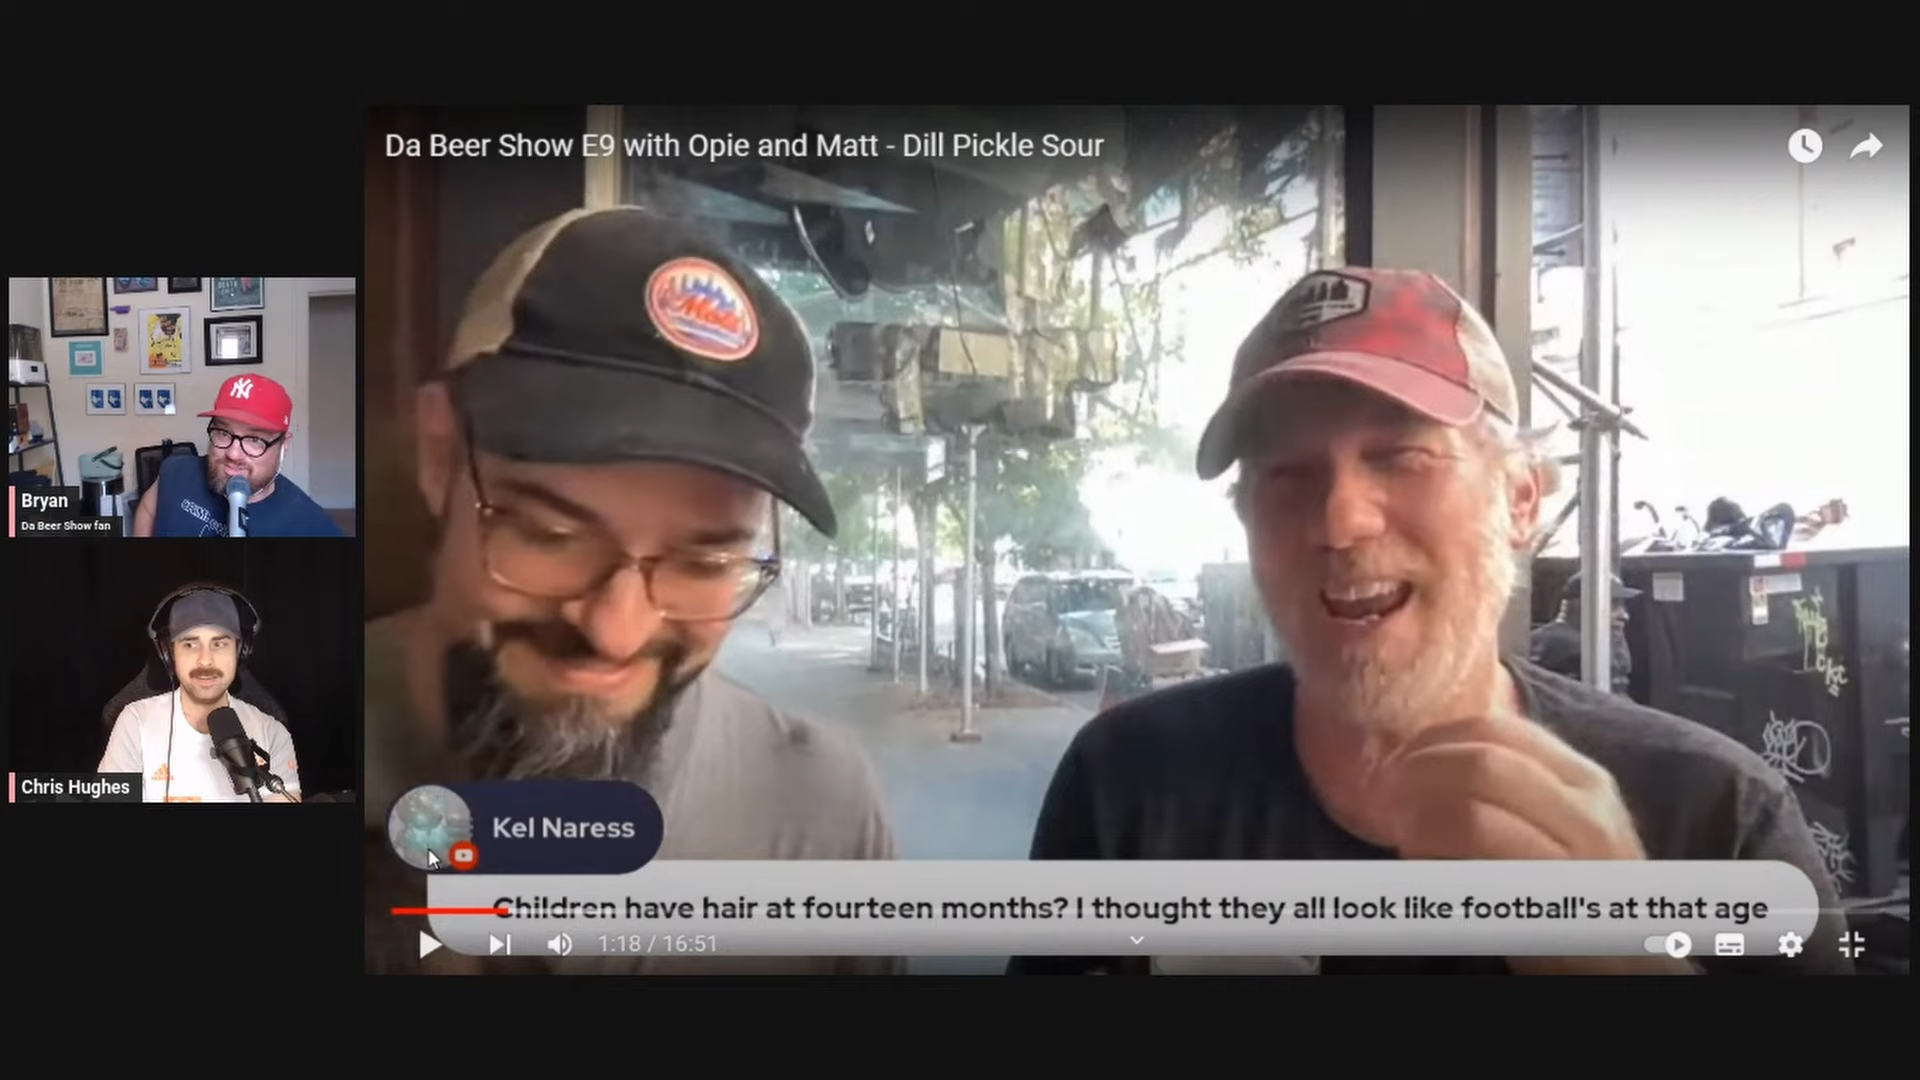 Da Beer Show E9 with Opie and Matt - Dill Pickle Sour
Mets
NY
Bryan
Da Beer Show fan
Chris Hughes
Kel Naress
Children have hair at fourteen months? I thought they all look like football's at that age
1:18 / 16:51